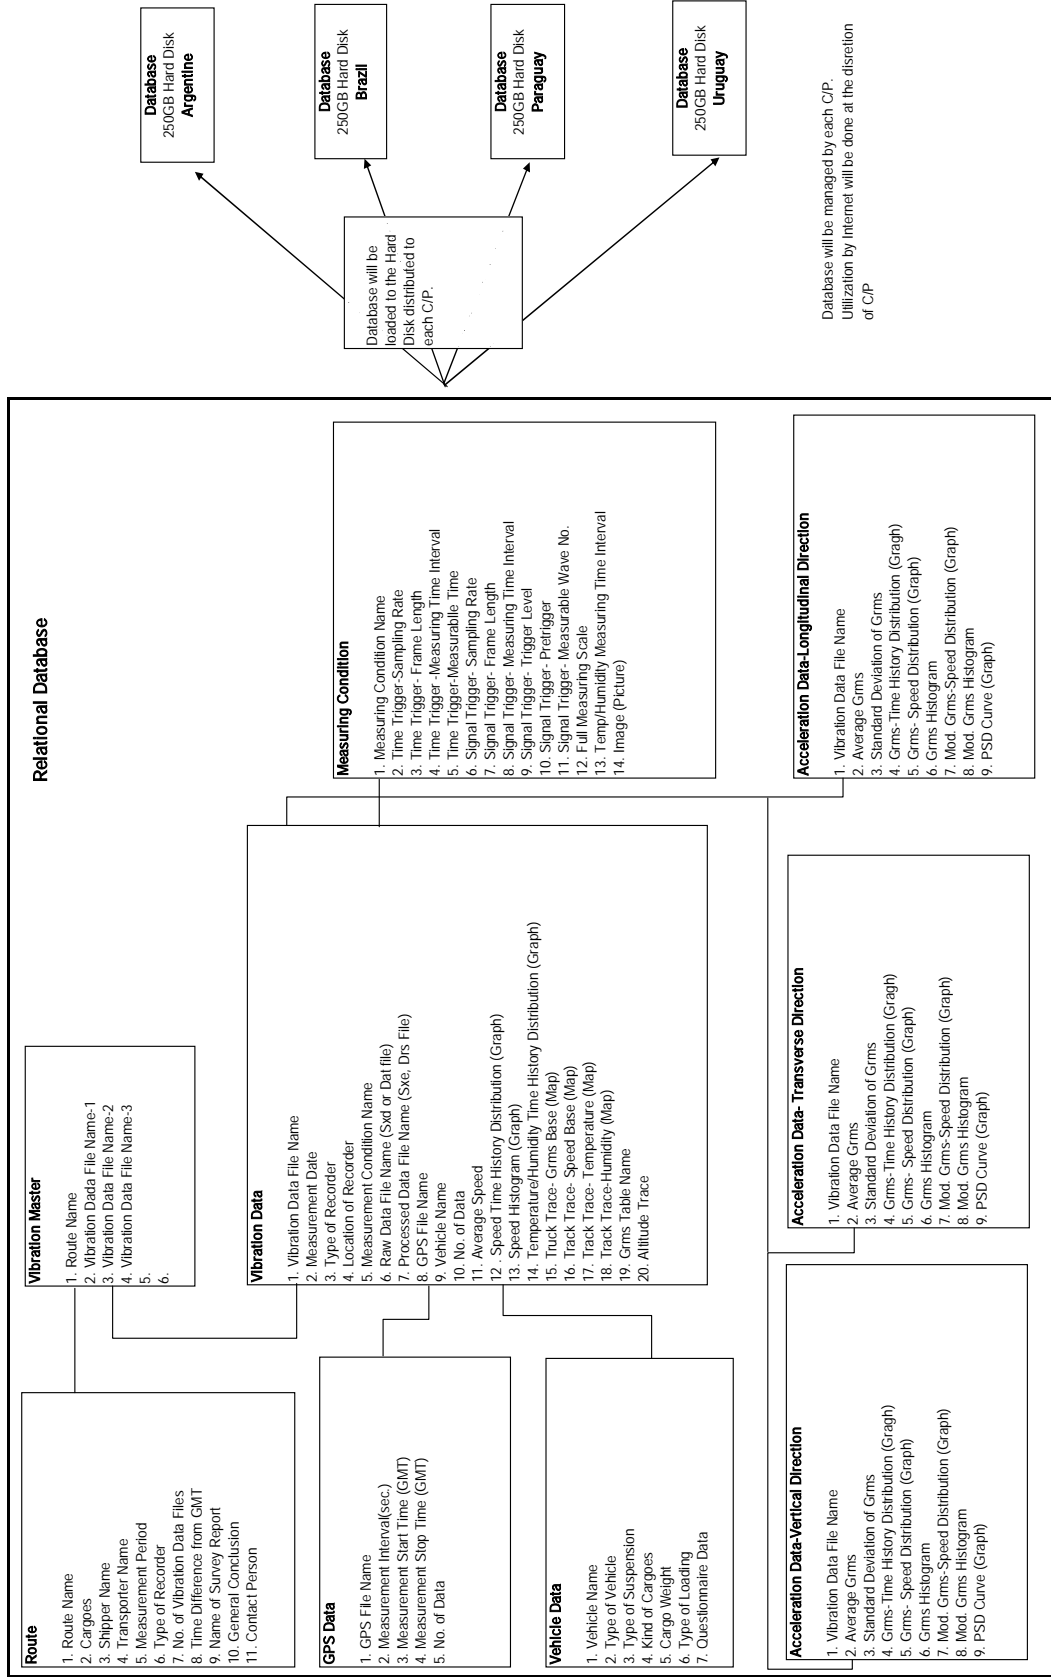 Relational Database
Route
1. Route Name
2. Cargoes
3. Shipper Name
4. Transporter Name
5. Measurement Period
6. Type of Recorder
7. No. of Vibration Data Files
8. Time DIfference from GMT
9. Name of Survey Report
10. General Conclusion
11. Contact Person
Vibration Master
1. Route Name
2. Vibration Dada File Name-1
3. Vibration Data File Name-2
4. Vibration Data File Name-3
5.
6.
GPS Data
1. GPS File Name
2. Measurement Interval(sec.)
3. Measurement Start Time (GMT)
4. Measurement Stop Time (GMT)
5. No. of Data
Vehicle Data
1. Vehicle Name
2. Type of Vehicle
3. Type of Suspension
4. Kind of Cargoes
5. Cargo Weight
6. Type of Loading
7. Questionnaire Data
Vibration Data
1. Vibration Data File Name
2. Measurement Date
3. Type of Recorder
4. Location of Recorder
5. Measurement Condition Name
6. Raw Data File Name (Sxd or Dat file)
7. Processed Data File Name (Sxe, Drs File)
8. GPS File Name
9. Vehicle Name
10. No. of Data
11. Average Speed
12 . Speed Time History Distribution (Graph)
13. Speed Histogram (Graph)
14. Temperature/Humidity Time History Distribution (Graph)
15. Truck Trace- Grms Base (Map)
16. Track Trace- Speed Base (Map)
17. Track Trace- Temperature (Map)
18. Track Trace-Humidity (Map)
19. Grms Table Name
20. Altitude Trace
Measuring Condition
1. Measuring Condition Name
2. Time Trigger-Sampling Rate
3. Time Trigger- Frame Length
4. Time Trigger -Measuring Time Interval
5. Time Trigger-Measurablle Time
6. Signal Trigger- Sampling Rate
7. Signal Trigger- Frame Length
8. Signal Trigger- Measuring Time Interval
9. Signal Trigger- Trigger Level
10. Signal Trigger- Pretrigger
11. Signal Trigger- Measurable Wave No.
12. Full Measuring Scale
13. Temp/Humidity Measuring Time Interval
14. Image (Picture)
Acceleration Data-Vertical Direction
1. Vibration Data File Name
2. Average Grms
3. Standard Deviation of Grms
4. Grms-Time History Distribution (Gragh)
5. Grms- Speed Distribution (Graph)
6. Grms Histogram
7. Mod. Grms-Speed Distribution (Graph)
8. Mod. Grms Histogram
9. PSD Curve (Graph)
Acceleration Data- Transverse Direction
1. Vibration Data File Name
2. Average Grms
3. Standard Deviation of Grms
4. Grms-Time History Distribution (Gragh)
5. Grms- Speed Distribution (Graph)
6. Grms Histogram
7. Mod. Grms-Speed Distribution (Graph)
8. Mod. Grms Histogram
9. PSD Curve (Graph)
Acceleration Data-Longitudinal Direction
1. Vibration Data File Name
2. Average Grms
3. Standard Deviation of Grms
4. Grms-Time History Distribution (Gragh)
5. Grms- Speed Distribution (Graph)
6. Grms Histogram
7. Mod. Grms-Speed Distribution (Graph)
8. Mod. Grms Histogram
9. PSD Curve (Graph)
Database will be
loaded to the Hard
Disk distributed to
each C/P.
Database
250GB Hard Disk
Argentine
Database
250GB Hard Disk
Brazil
Database
250GB Hard Disk
Paraguay
Database
250GB Hard Disk
Uruguay
Database will be managed by each C/P.
Utilization by Internet will be done at the disretion
of C/P